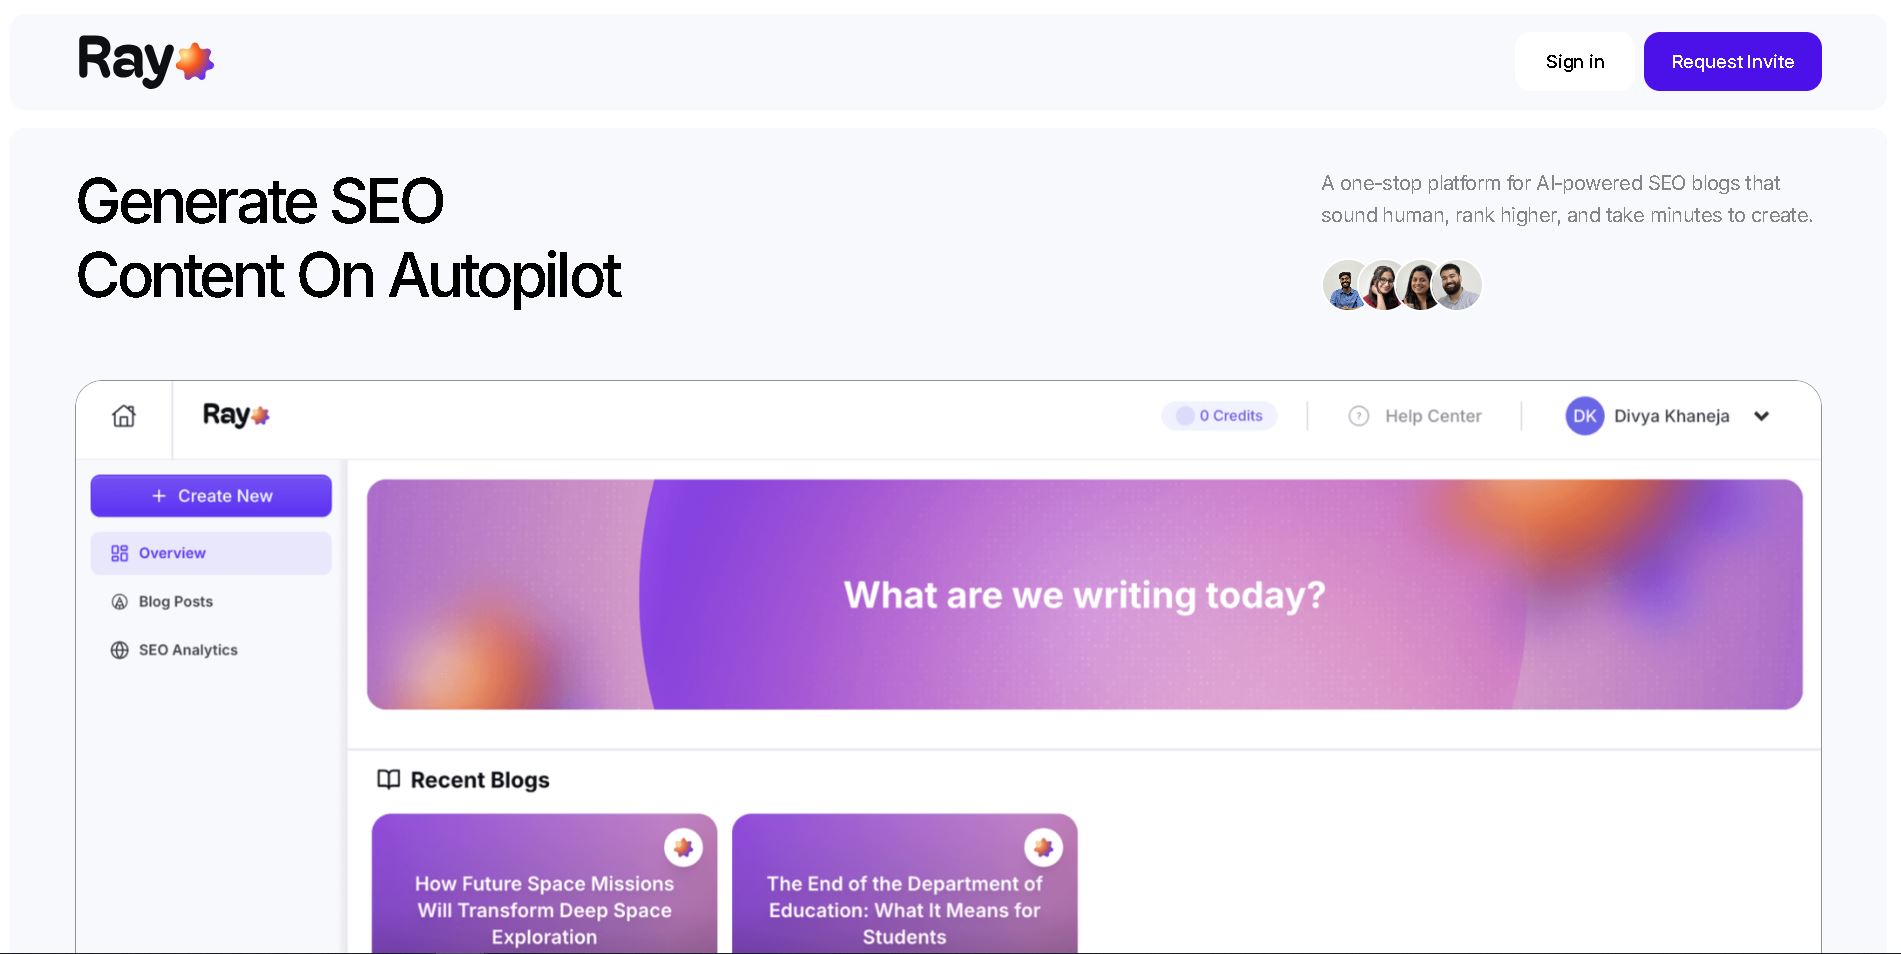 Ray
Sign in
Request Invite
Generate SEO
Content On Autopilot
A one-stop platform for AI-powered SEO blogs that
sound human, rank higher, and take minutes to create.
Ray
0 Credits
? Help Center
DK Divya Khaneja
+ Create New
Overview
Blog Posts
SEO Analytics
What are we writing today?
Recent Blogs
How Future Space Missions
Will Transform Deep Space
Exploration
The End of the Department of
Education: What It Means for
Students